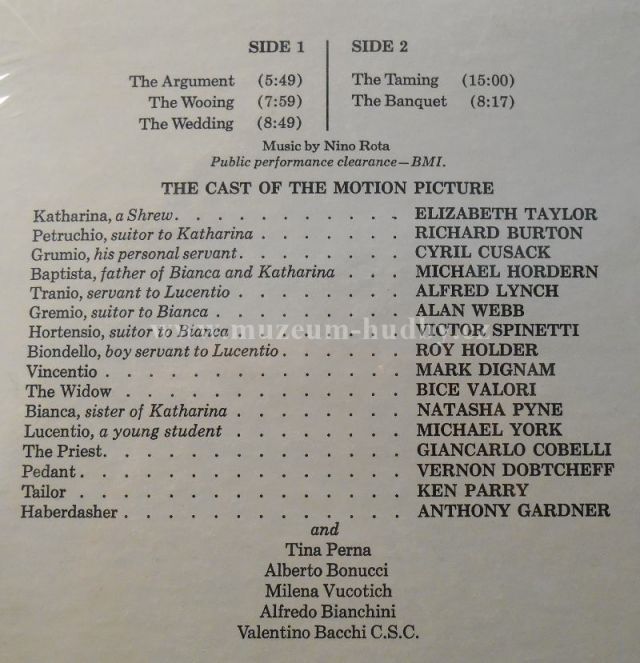 SIDE 1
The Argument (5:49)
The Wooing (7:59)
The Wedding (8:49)
SIDE 2
The Taming (15:00)
The Banquet (8:17)
Music by Nino Rota
Public performance clearance—BMI.
THE CAST OF THE MOTION PICTURE
Katharina, a Shrew. . . . . . . . . . . . ELIZABETH TAYLOR
Petruchio, suitor to Katharina . . . . . . . RICHARD BURTON
Grumio, his personal servant. . . . . . . . CYRIL CUSACK
Baptista, father of Bianca and Katharina . . . MICHAEL HORDERN
Tranio, servant to Lucentio . . . . . . . . ALFRED LYNCH
Gremio, suitor to Bianca . . . . . . . . . ALAN WEBB
Hortensio, suitor to Bianca . . . . . . . . VICTOR SPINETTI
Biondello, boy servant to Lucentio . . . . . . ROY HOLDER
Vincentio . . . . . . . . . . . . . . MARK DIGNAM
The Widow . . . . . . . . . . . . . BICE VALORI
Bianca, sister of Katharina . . . . . . . . NATASHA PYNE
Lucentio, a young student . . . . . . . . MICHAEL YORK
The Priest. . . . . . . . . . . . . . GIANCARLO COBELLI
Pedant . . . . . . . . . . . . . . . VERNON DOBTCHEFF
Tailor . . . . . . . . . . . . . . . KEN PARRY
Haberdasher . . . . . . . . . . . . . ANTHONY GARDNER
and
Tina Perna
Alberto Bonucci
Milena Vucotich
Alfredo Bianchini
Valentino Bacchi C.S.C.